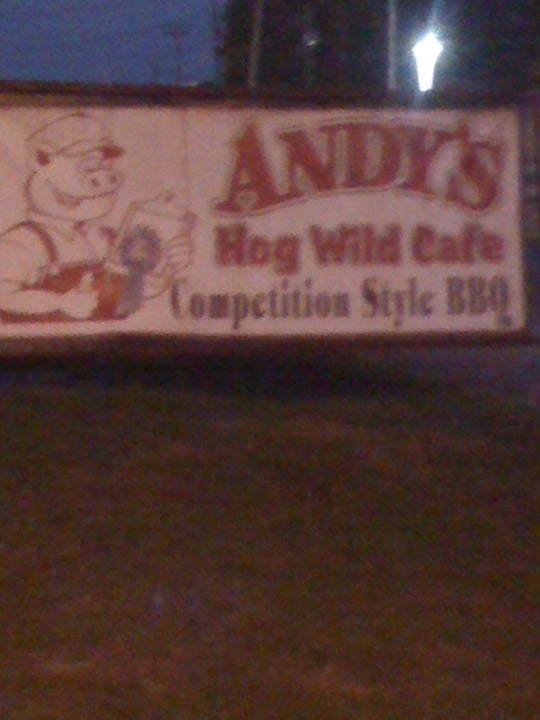 ANDY'S
Hog Wild Cafe
Competition Style BBQ